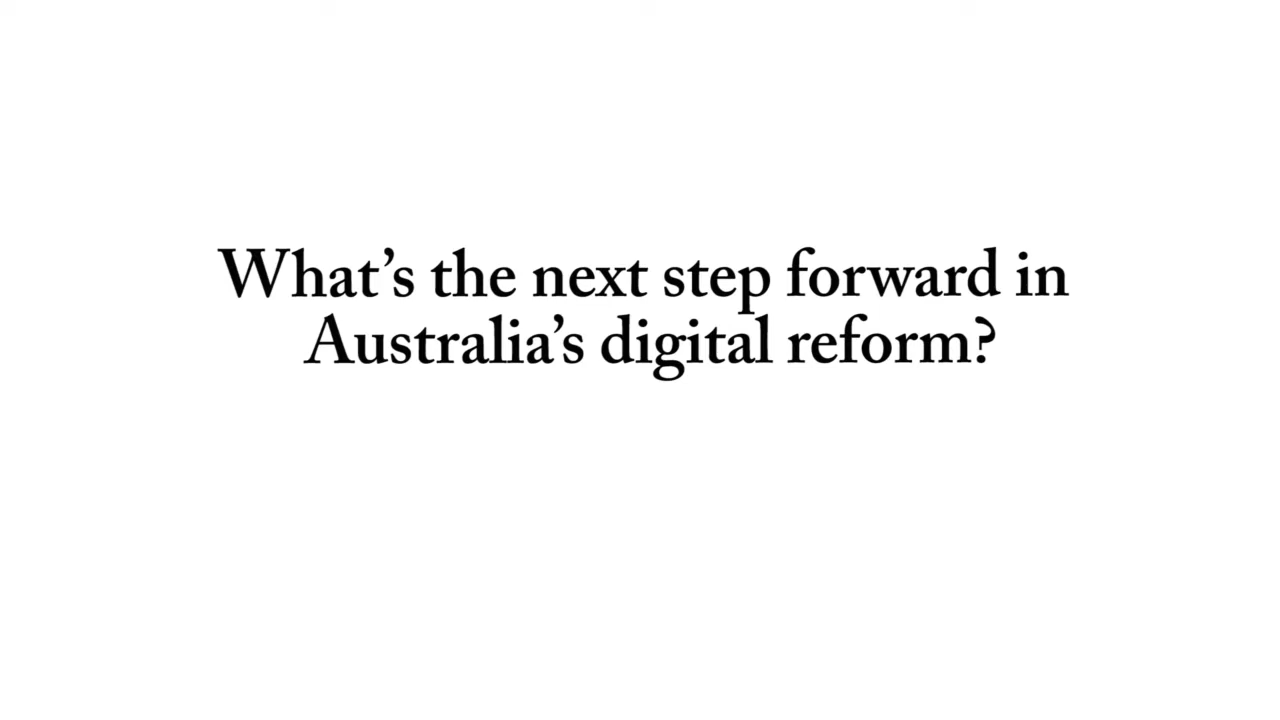 What’s the next step forward in
Australia’s digital reform?